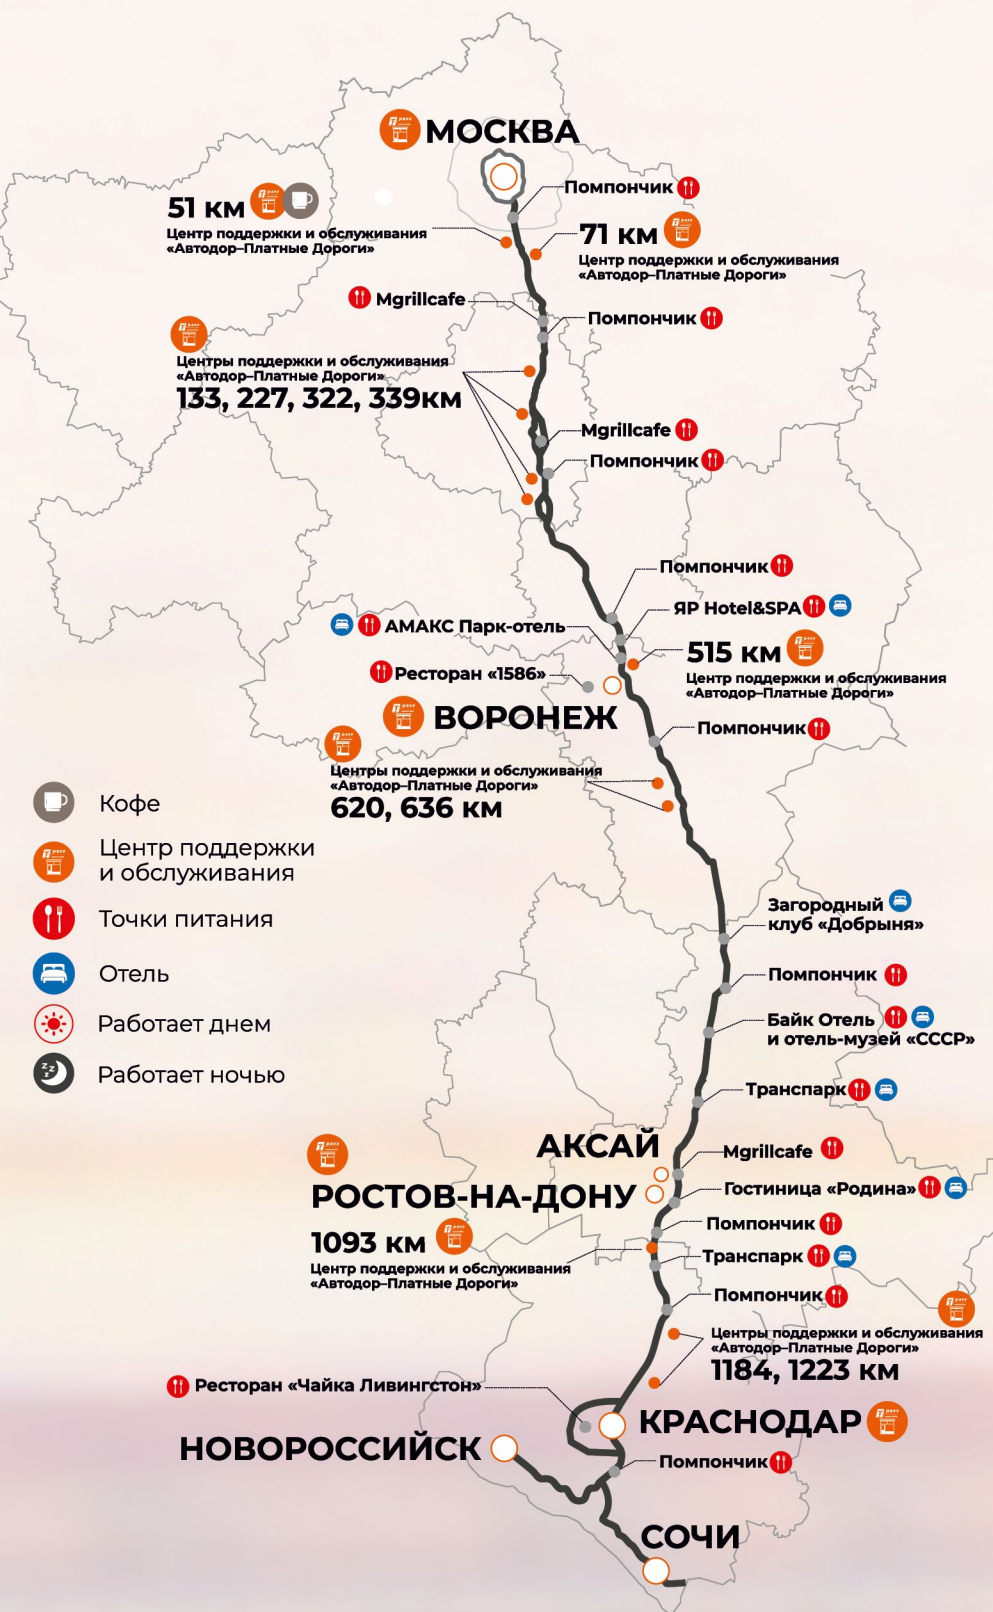 МОСКВА
Помпончик
51 км
Центр поддержки и обслуживания
«Автодор–Платные Дороги»
71 км
Центр поддержки и обслуживания
«Автодор–Платные Дороги»
Mgrillcafe
Помпончик
Центры поддержки и обслуживания
«Автодор–Платные Дороги»
133, 227, 322, 339км
Mgrillcafe
Помпончик
Помпончик
ЯР Hotel&SPA
АМАКС Парк-отель
515 км
Центр поддержки и обслуживания
«Автодор–Платные Дороги»
Ресторан «1586»
ВОРОНЕЖ
Помпончик
Центры поддержки и обслуживания
«Автодор–Платные Дороги»
620, 636 км
Кофе
Центр поддержки
и обслуживания
Точки питания
Отель
Работает днем
Работает ночью
Загородный
клуб «Добрыня»
Помпончик
Байк Отель
и отель-музей «СССР»
Транспарк
АКСАЙ
Mgrillcafe
РОСТОВ-НА-ДОНУ
Гостиница «Родина»
Помпончик
1093 км
Центр поддержки и обслуживания
«Автодор–Платные Дороги»
Транспарк
Помпончик
Центры поддержки и обслуживания
«Автодор–Платные Дороги»
1184, 1223 км
Ресторан «Чайка Ливингстон»
КРАСНОДАР
НОВОРОССИЙСК
Помпончик
СОЧИ